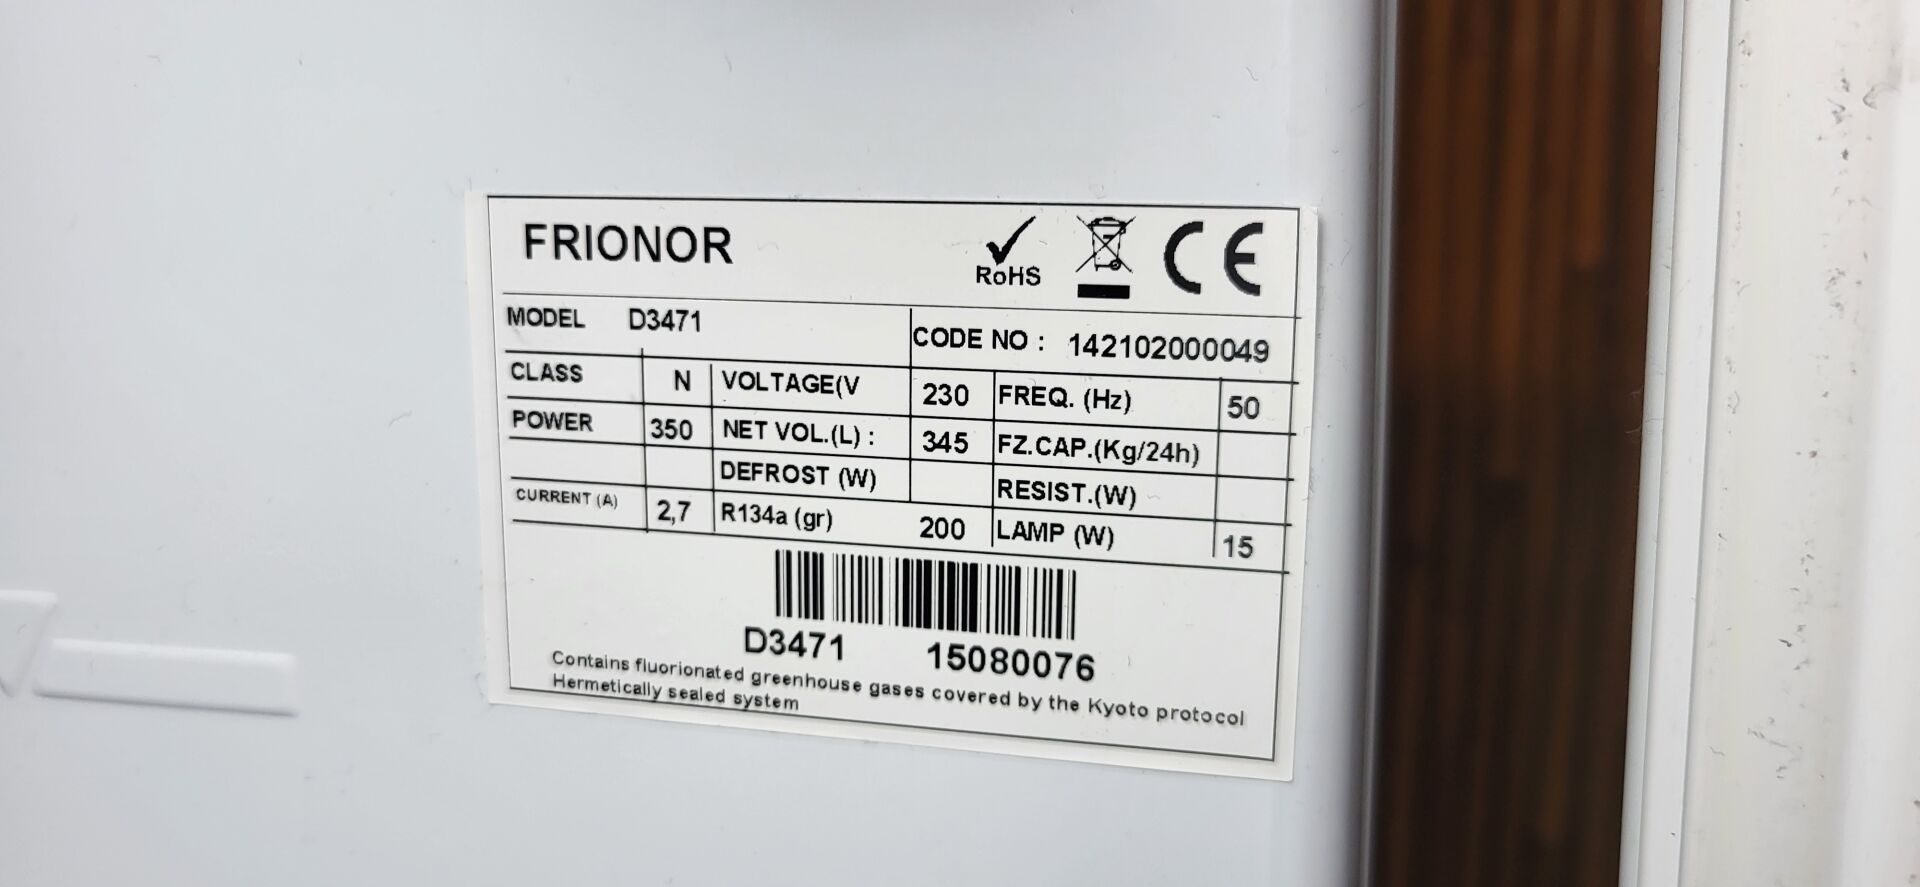 FRIONOR RoHS CE
MODEL D3471 CODE NO : 142102000049
CLASS N VOLTAGE(V 230 FREQ. (Hz) 50
POWER 350 NET VOL.(L) : 345 FZ.CAP.(Kg/24h)
DEFROST (W) RESIST.(W)
CURRENT (A) 2,7 R134a (gr) 200 LAMP (W) 15
D3471 15080076
Contains fluorionated greenhouse gases covered by the Kyoto protocol
Hermetically sealed system